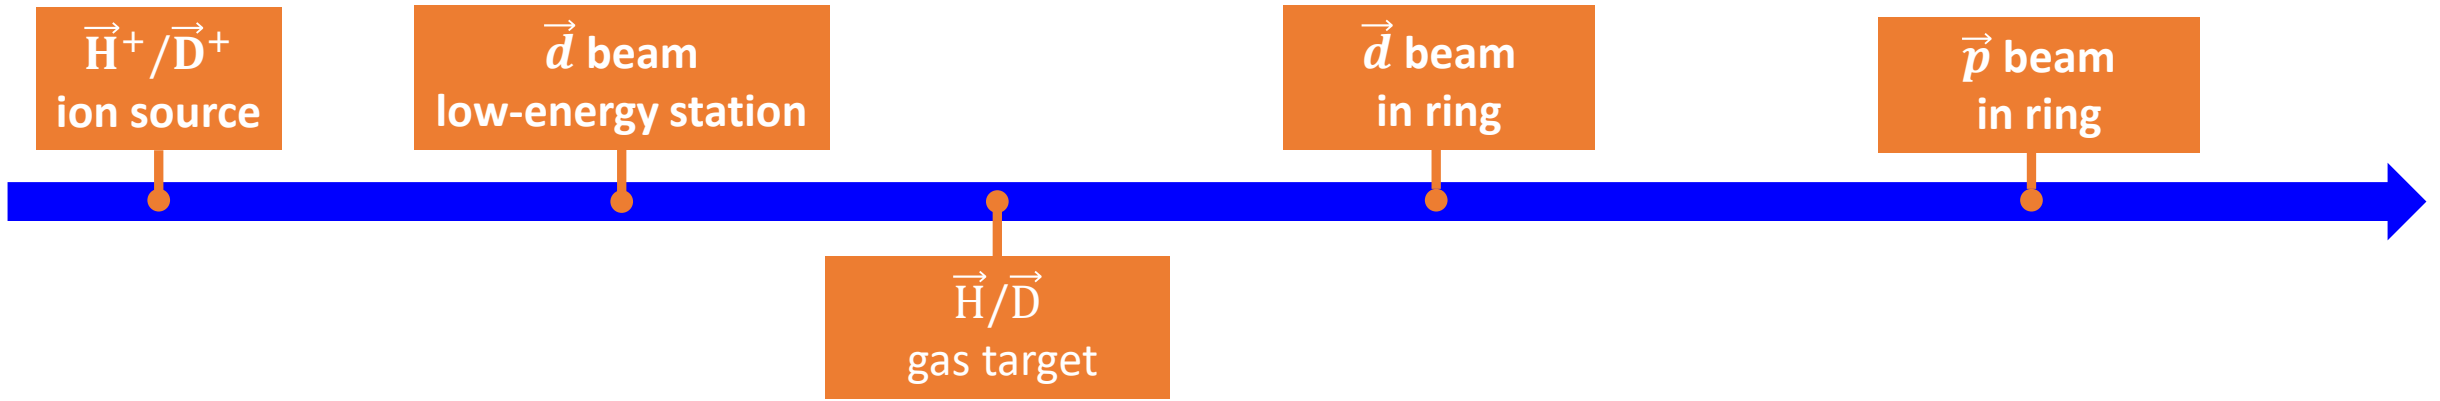 H⃗⁺/D⃗⁺
ion source
d⃗ beam
low-energy station
H⃗/D⃗
gas target
d⃗ beam
in ring
p⃗ beam
in ring